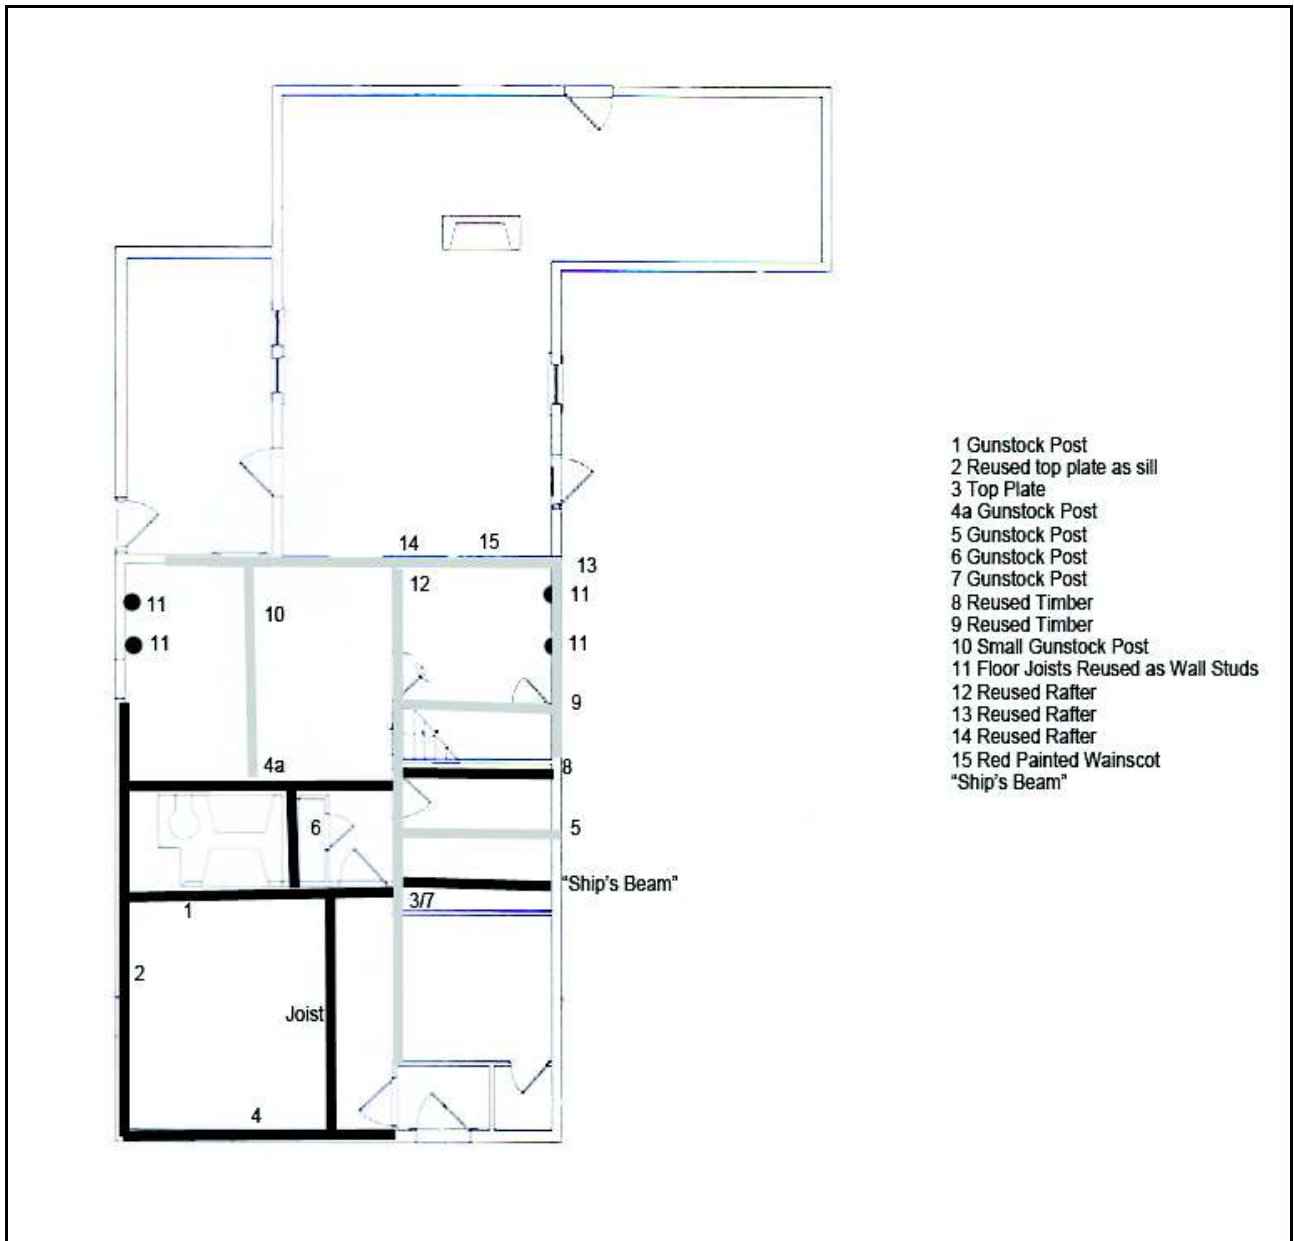 14
15
13
12
11
11
10
11
11
9
4a
8
6
5
"Ship's Beam"
3/7
1
2
Joist
4
1 Gunstock Post
2 Reused top plate as sill
3 Top Plate
4a Gunstock Post
5 Gunstock Post
6 Gunstock Post
7 Gunstock Post
8 Reused Timber
9 Reused Timber
10 Small Gunstock Post
11 Floor Joists Reused as Wall Studs
12 Reused Rafter
13 Reused Rafter
14 Reused Rafter
15 Red Painted Wainscot
"Ship's Beam"